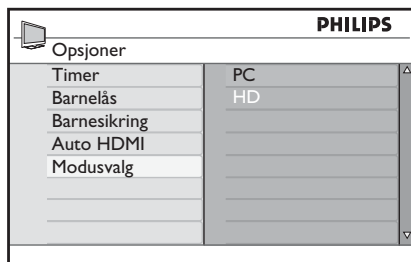 PHILIPS
Opsjoner
Timer
PC
Barnelås
HD
Barnesikring
Auto HDMI
Modusvalg